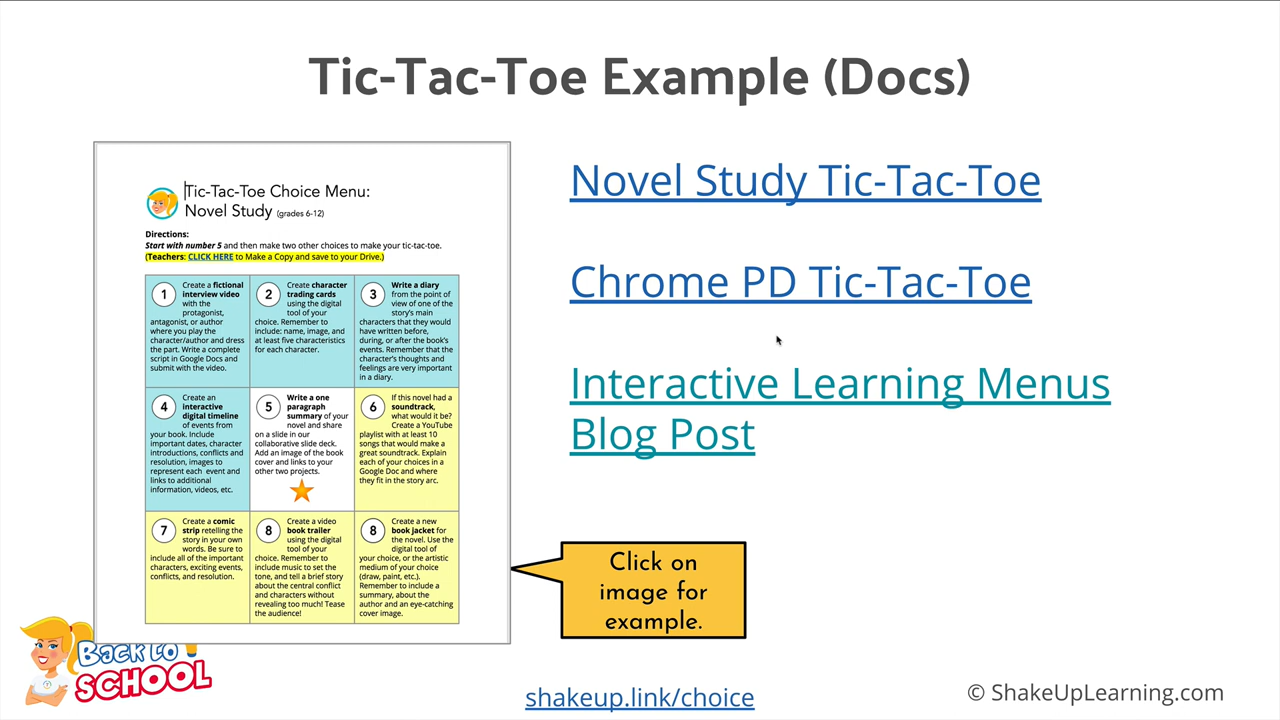 Tic-Tac-Toe Example (Docs)
Tic-Tac-Toe Choice Menu:
Novel Study (grades 6-12)
Directions:
Start with number 5 and then make two other choices to make your tic-tac-toe.
(Teachers: CLICK HERE to Make a Copy and save to your Drive.)
1
Create a fictional
interview video
with the
protagonist,
antagonist, or author
where you play the
character/author and dress
the part. Write a complete
script in Google Docs and
submit with the video.
2
Create character
trading cards
using the digital
tool of your
choice. Remember to
include: name, image, and
at least five characteristics
for each character.
3
Write a diary
from the point of
view of one of the
story's main
characters that they would
have written before,
during, or after the book's
events. Remember that the
character's thoughts and
feelings are very important
in a diary.
4
Create an
interactive
digital timeline
of events from
your book. Include
important dates, character
introductions, conflicts and
resolution, images to
represent each event and
links to additional
information, videos, etc.
5
Write a one
paragraph
summary of your
novel and share
on a slide in our
collaborative slide deck.
Add an image of the book
cover and links to your
other two projects.
6
If this novel had a
soundtrack,
what would it be?
Create a YouTube
playlist with at least 10
songs that would make a
great soundtrack. Explain
each of your choices in a
Google Doc and where
they fit in the story arc.
7
Create a comic
strip retelling the
story in your own
words. Be sure to
include all of the important
characters, exciting events,
conflicts, and resolution.
8
Create a video
book trailer
using the digital
tool of your
choice. Remember to
include music to set the
tone, and tell a brief story
about the central conflict
and characters without
revealing too much! Tease
the audience!
8
Create a new
book jacket for
the novel. Use the
digital tool of
your choice, or the artistic
medium of your choice
(draw, paint, etc.).
Remember to include a
summary, about the
author and an eye-catching
cover image.
Novel Study Tic-Tac-Toe
Chrome PD Tic-Tac-Toe
Interactive Learning Menus
Blog Post
Click on
image for
example.
Back to
SCHOOL
shakeup.link/choice
© ShakeUpLearning.com